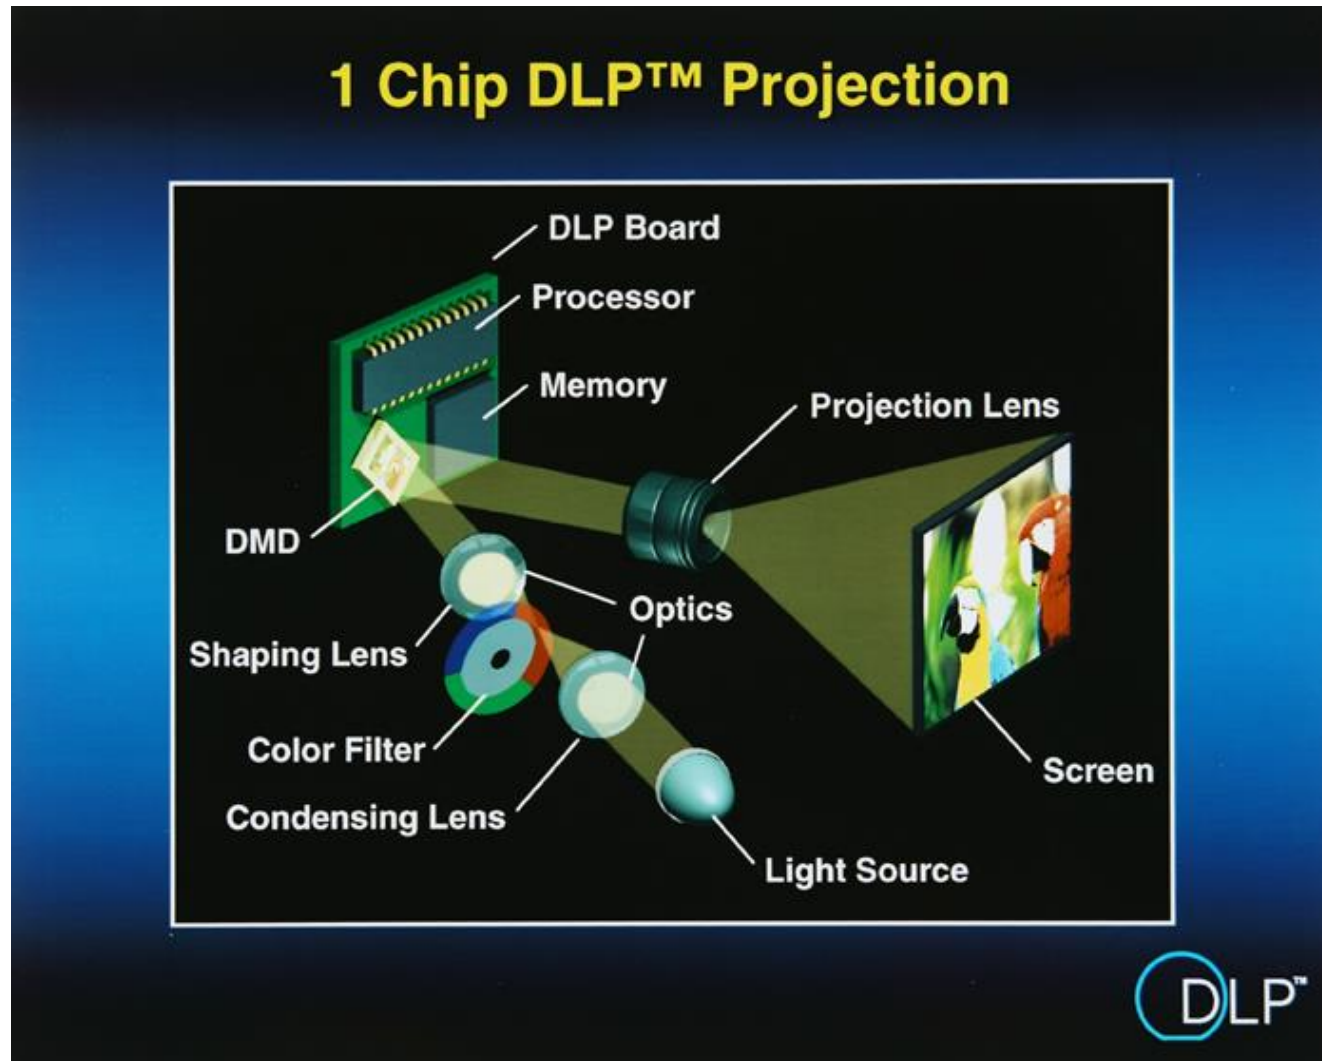 1 Chip DLP™ Projection
DLP Board
Processor
Memory
Projection Lens
DMD
Optics
Shaping Lens
Color Filter
Screen
Condensing Lens
Light Source
DLP™